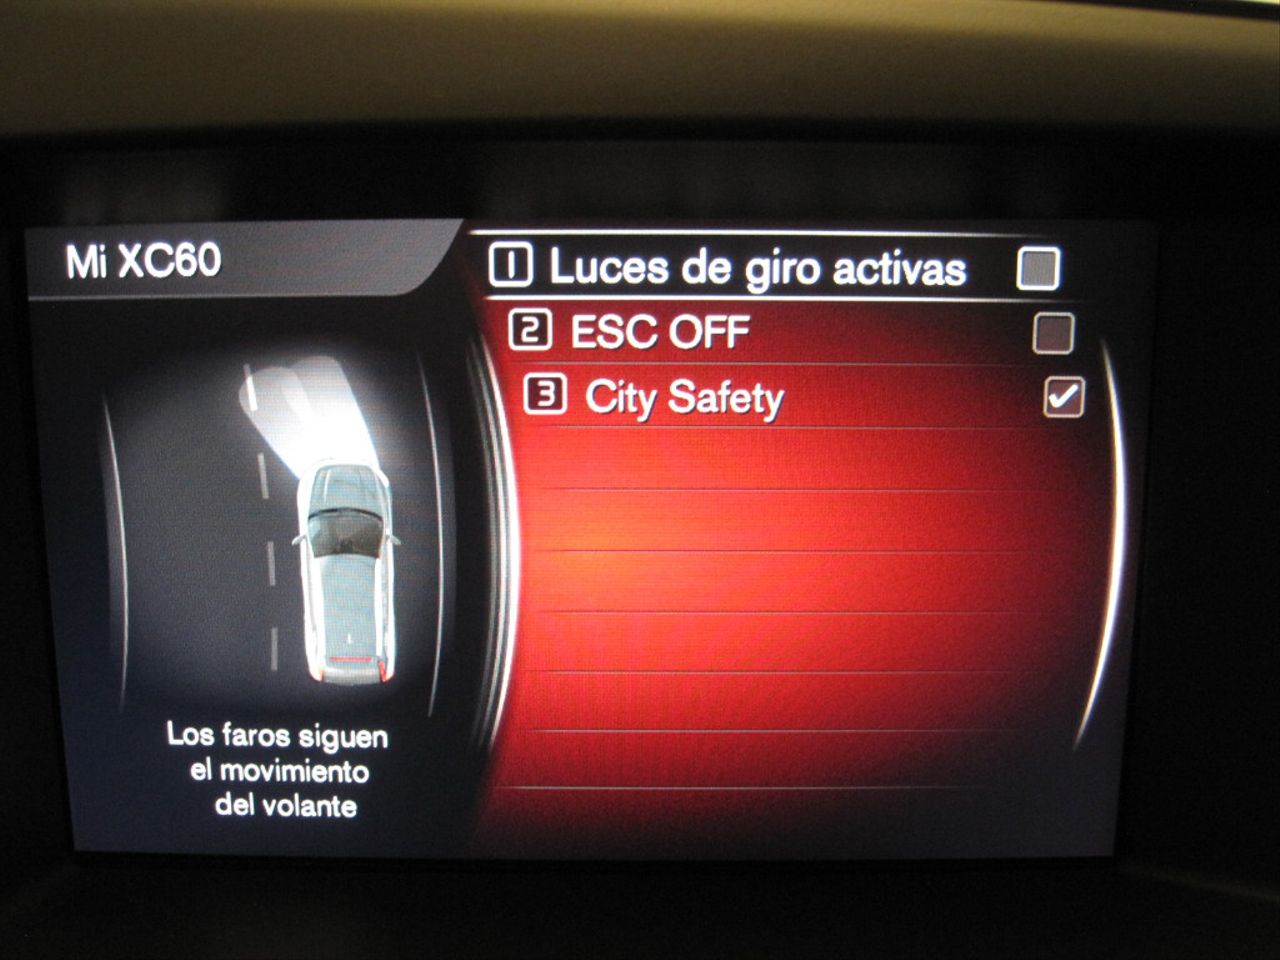 Mi XC60
1 Luces de giro activas
2 ESC OFF
3 City Safety
Los faros siguen
el movimiento
del volante